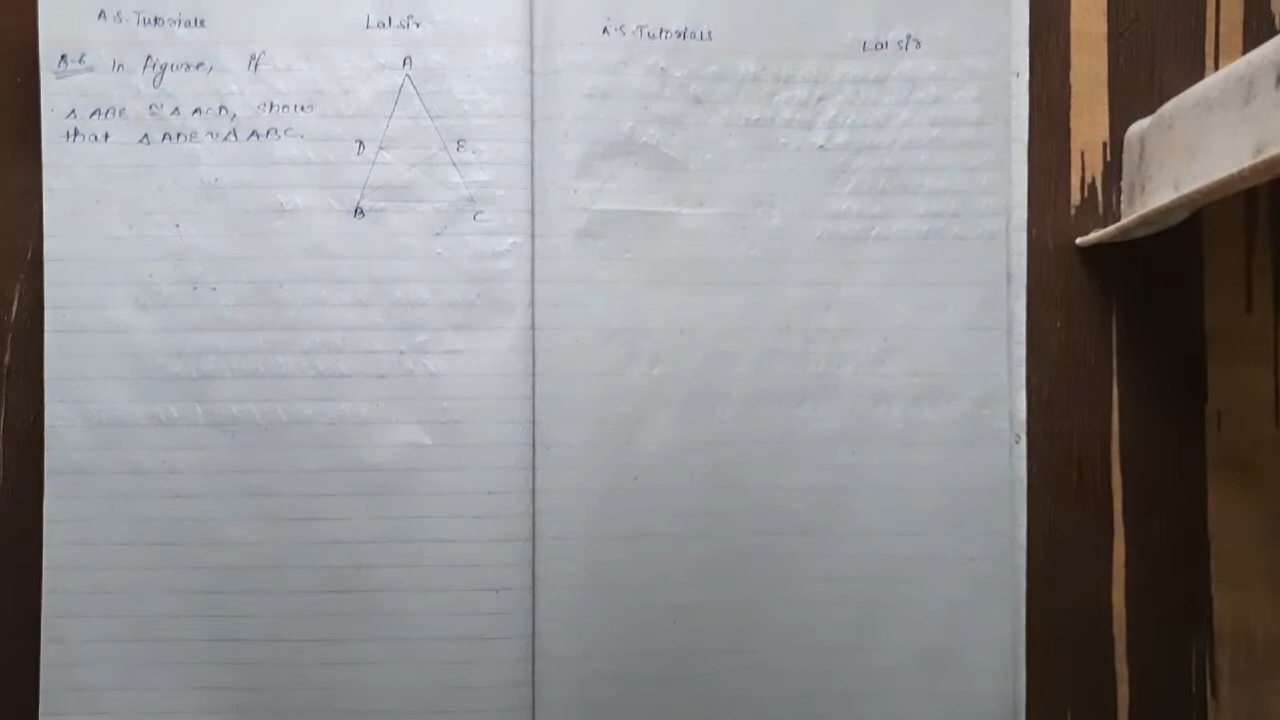 A.S. Tutorials Lal sir
Q-6 In figure, if
△ ABE ≅ △ ACD, show
that △ ADE ~ △ ABC.
A
D E.
B C
A.S. Tutorials Lal sir